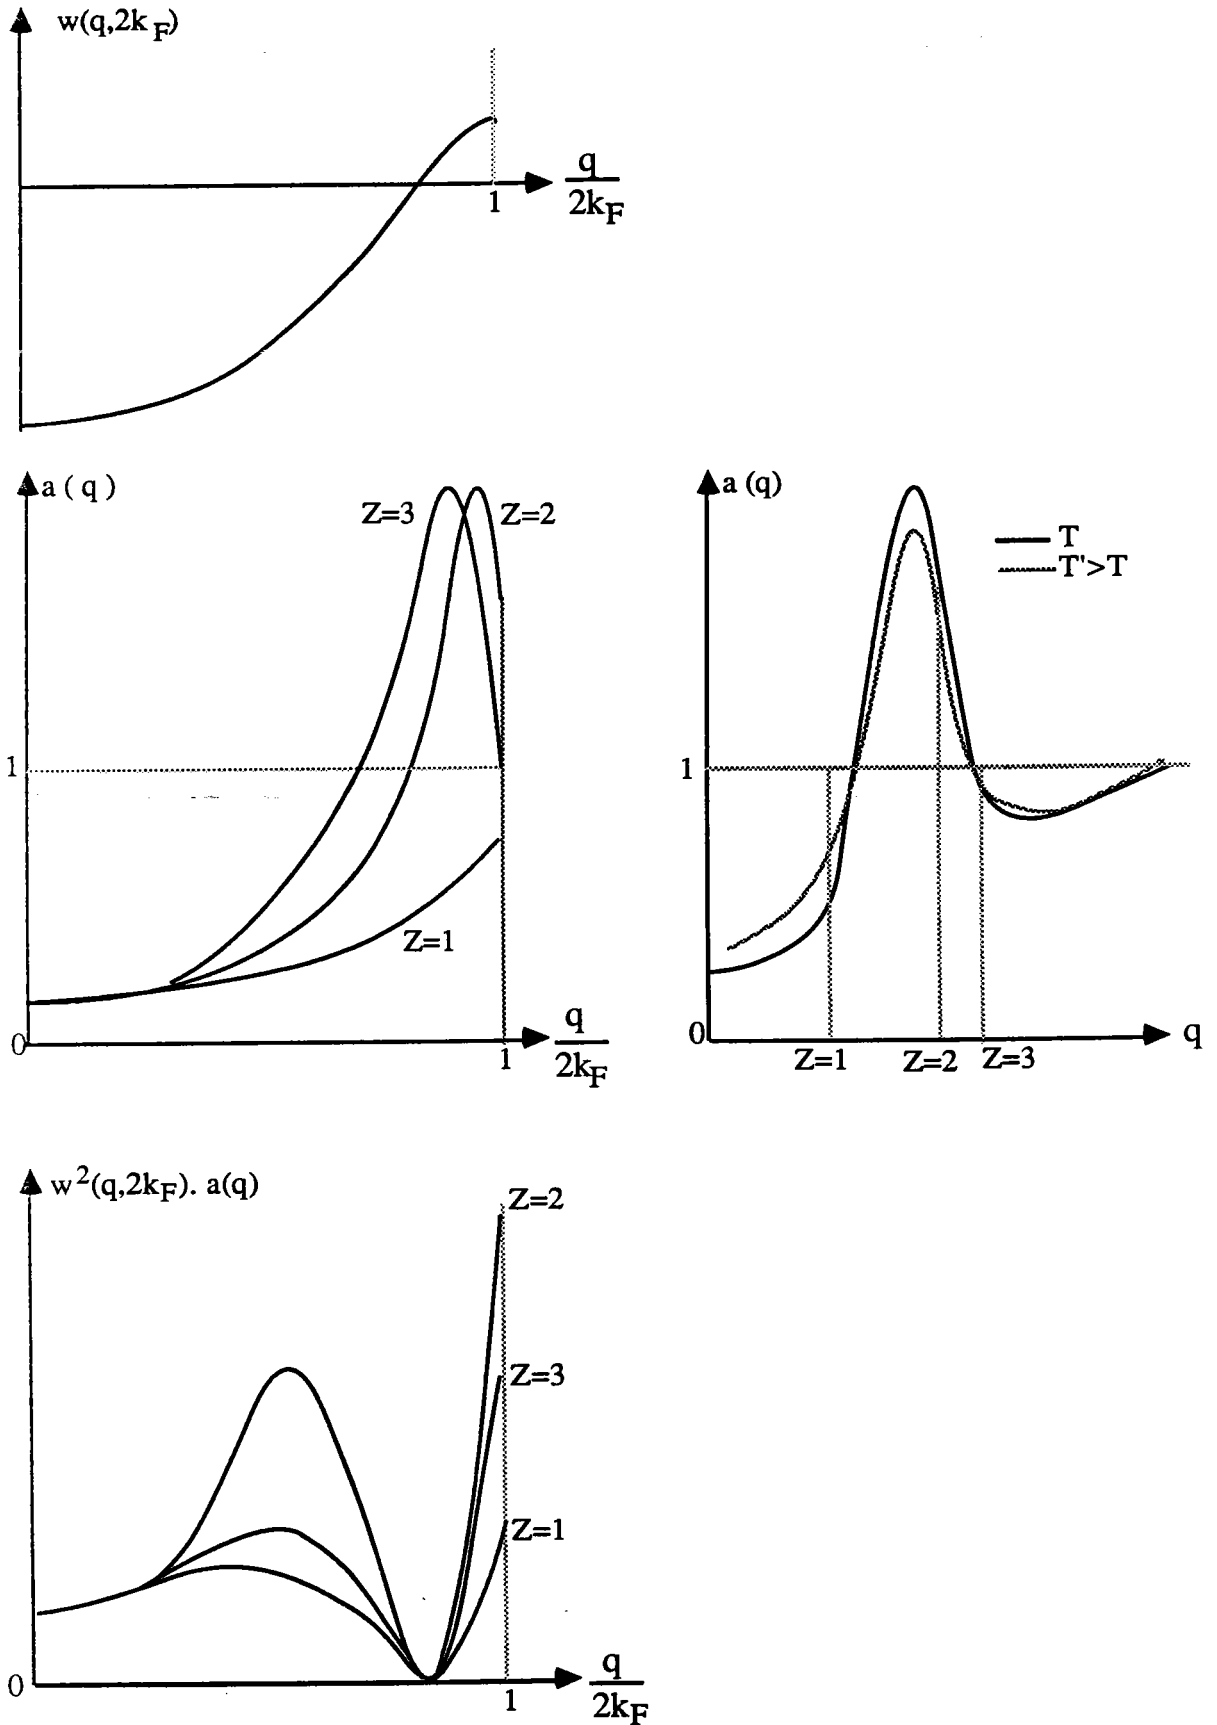 w(q,2k_F)
q
2k_F
1
a ( q )
Z=3
Z=2
1
Z=1
0
q
2k_F
1
a (q)
T
T'>T
1
0
q
Z=1
Z=2
Z=3
w^2(q,2k_F). a(q)
Z=2
Z=3
Z=1
0
1
q
2k_F